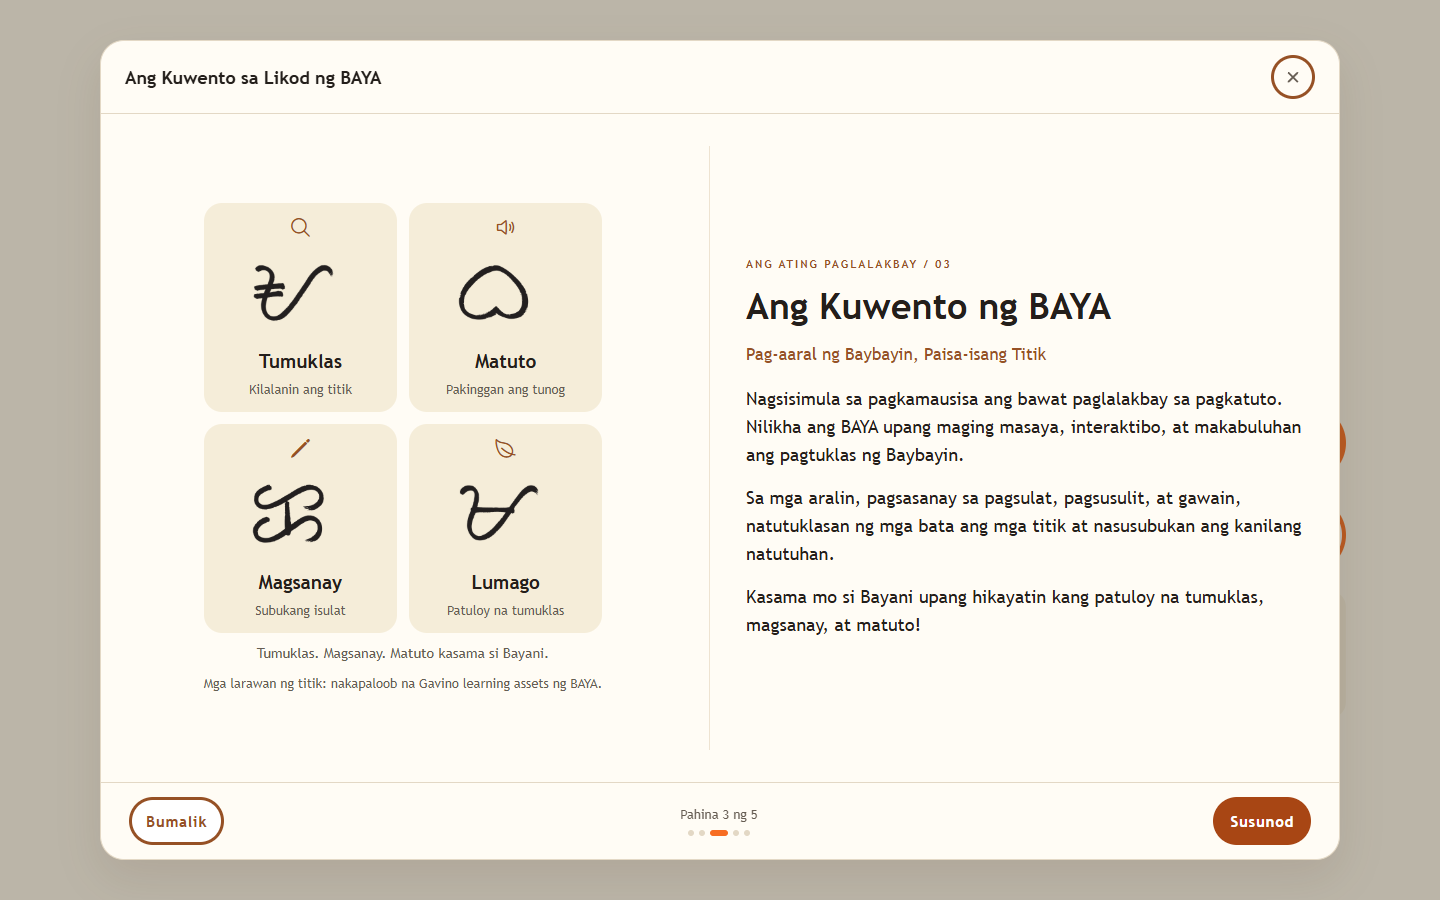 Ang Kuwento sa Likod ng BAYA
ᜀ
Tumuklas
Kilalanin ang titik
ᜊ
Matuto
Pakinggan ang tunog
ᜃ
Magsanay
Subukang isulat
ᜋ
Lumago
Patuloy na tumuklas
Tumuklas. Magsanay. Matuto kasama si Bayani.
Mga larawan ng titik: nakapaloob na Gavino learning assets ng BAYA.
ANG ATING PAGLALAKBAY / 03
Ang Kuwento ng BAYA
Pag-aaral ng Baybayin, Paisa-isang Titik
Nagsisimula sa pagkamausisa ang bawat paglalakbay sa pagkatuto.
Nilikha ang BAYA upang maging masaya, interaktibo, at makabuluhan
ang pagtuklas ng Baybayin.
Sa mga aralin, pagsasanay sa pagsulat, pagsusulit, at gawain,
natutuklasan ng mga bata ang mga titik at nasusubukan ang kanilang
natutuhan.
Kasama mo si Bayani upang hikayatin kang patuloy na tumuklas,
magsanay, at matuto!
Bumalik
Pahina 3 ng 5
Susunod